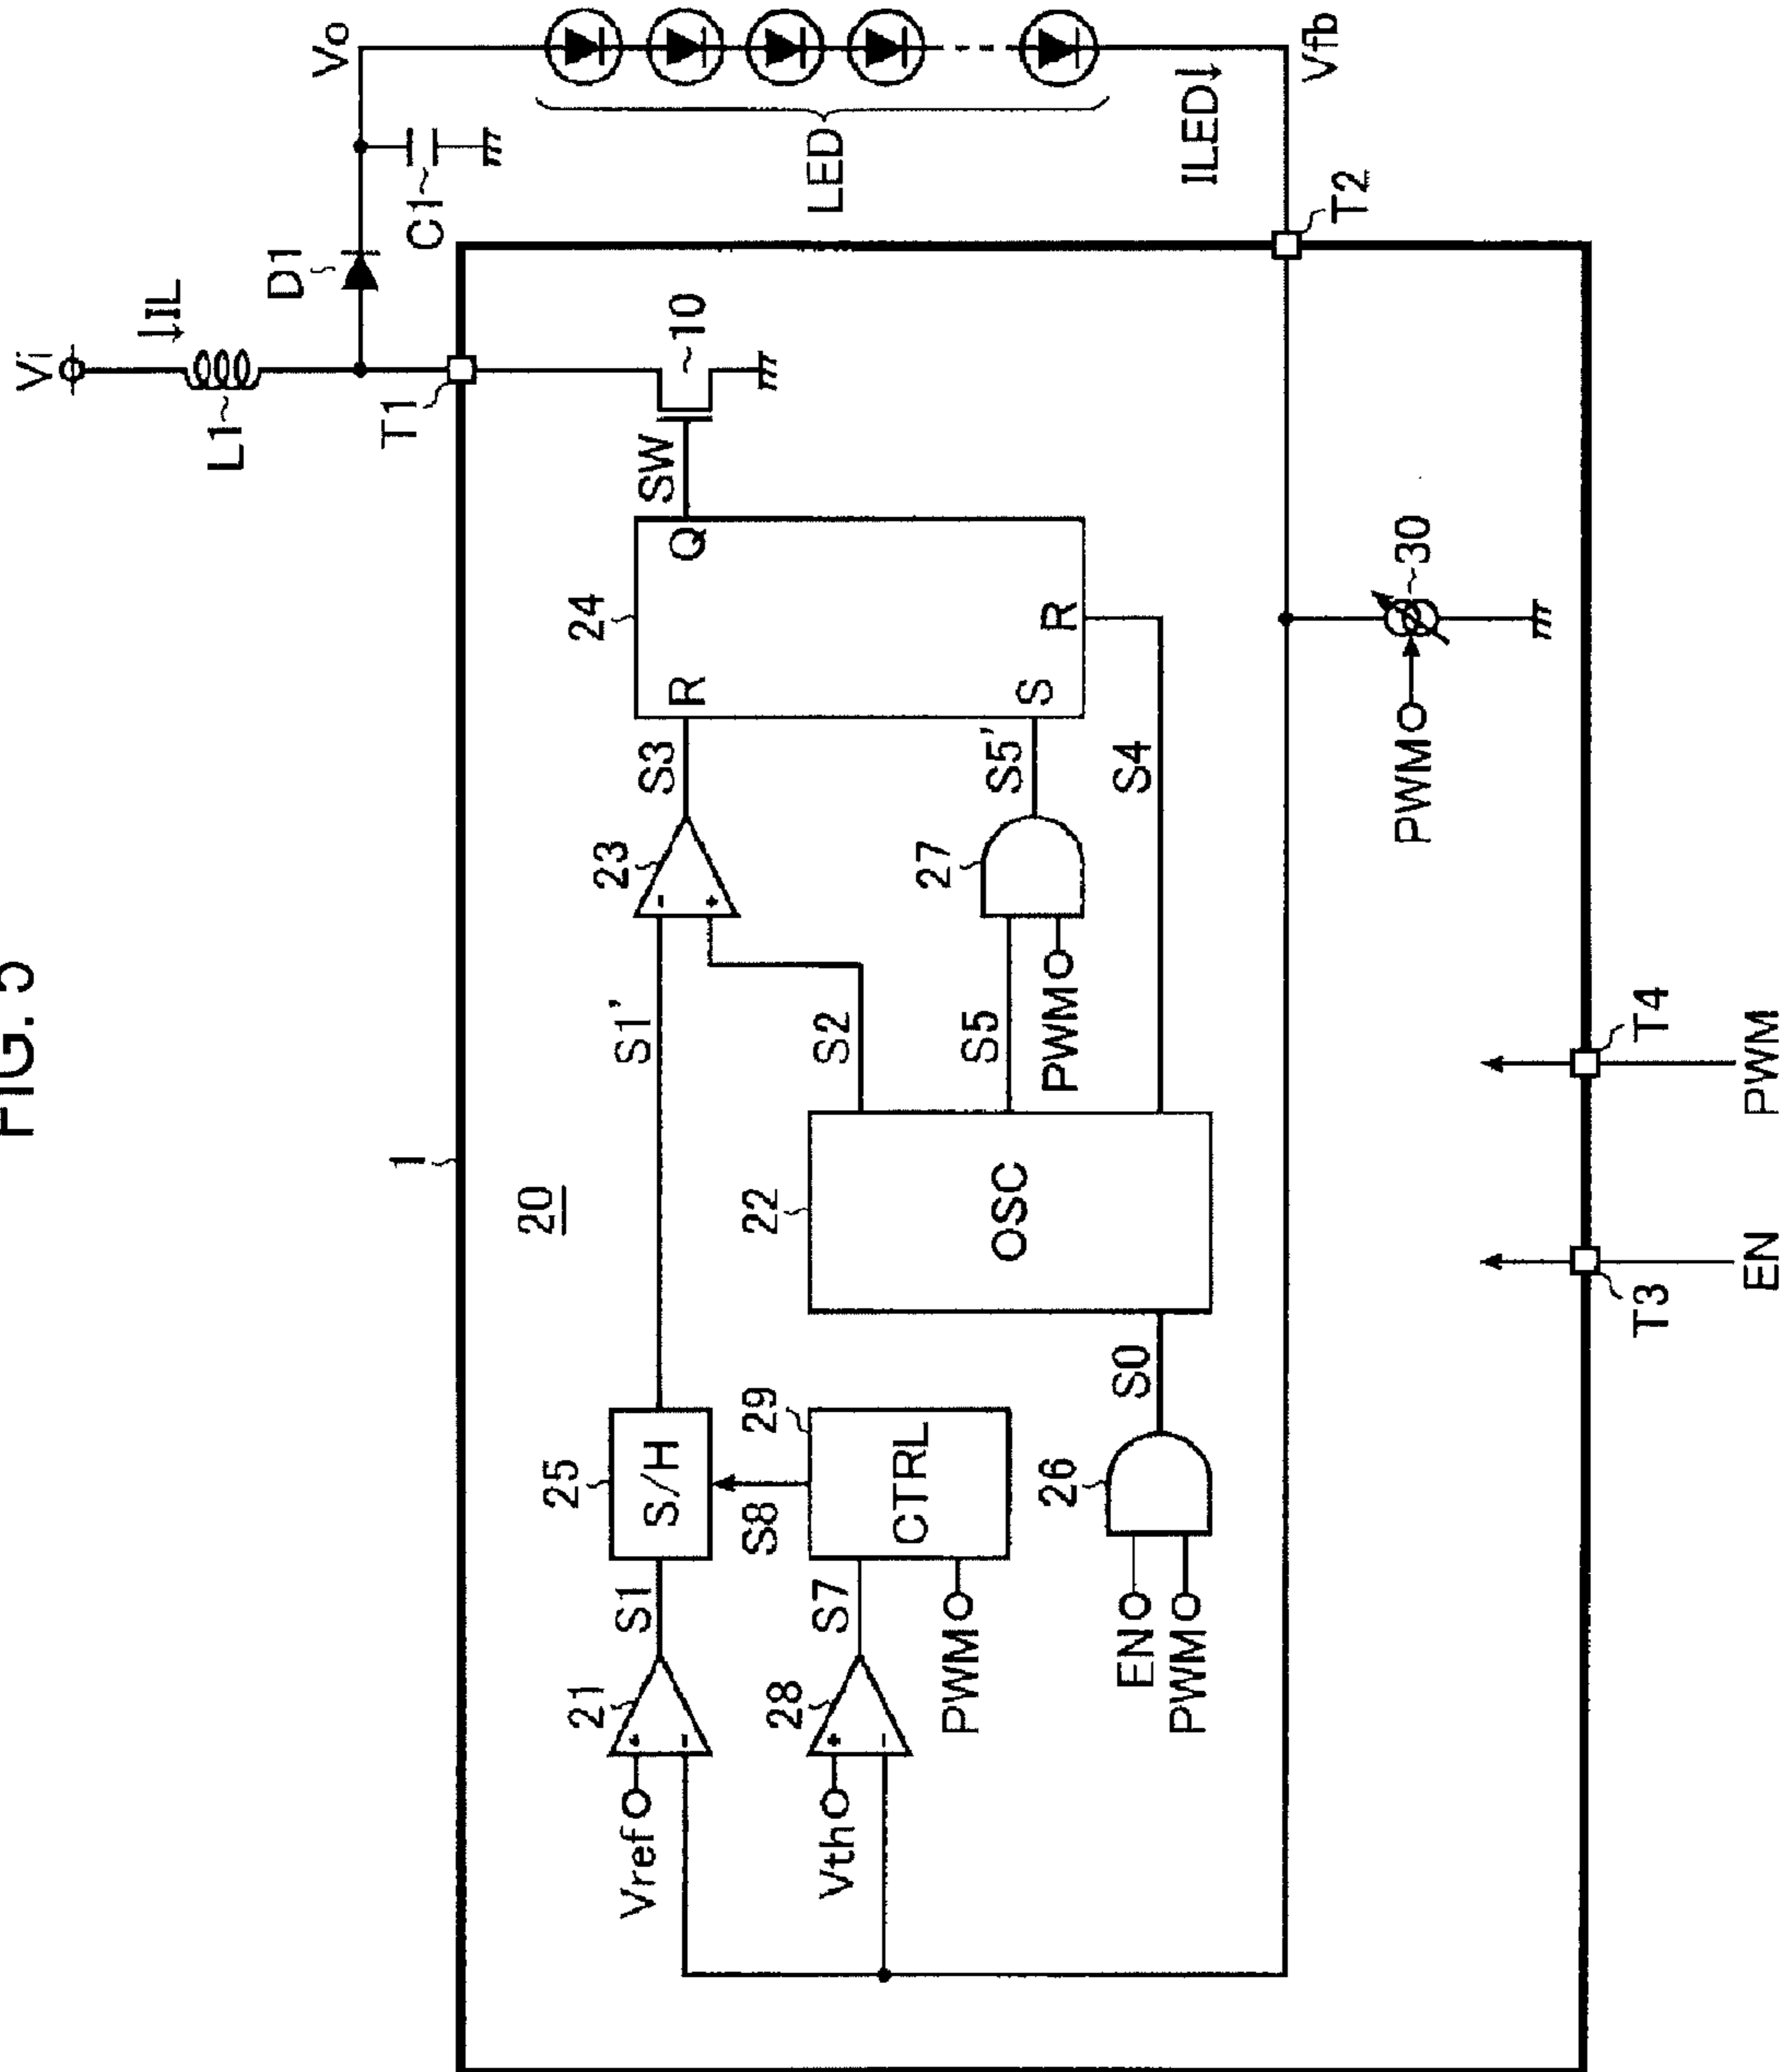 FIG. 5
Vi
IL
L1
D1
Vo
C1
LED
ILED
Vfb
T1
T2
1
20
10
SW
24
R
Q
S
R
S3
S5'
S4
23
-
+
27
PWM
S1'
S2
S5
22
OSC
25
S/H
29
CTRL
S8
S0
26
EN
PWM
S1
S7
PWM
21
+
-
28
+
-
Vref
Vth
30
PWM
T3
T4
EN
PWM